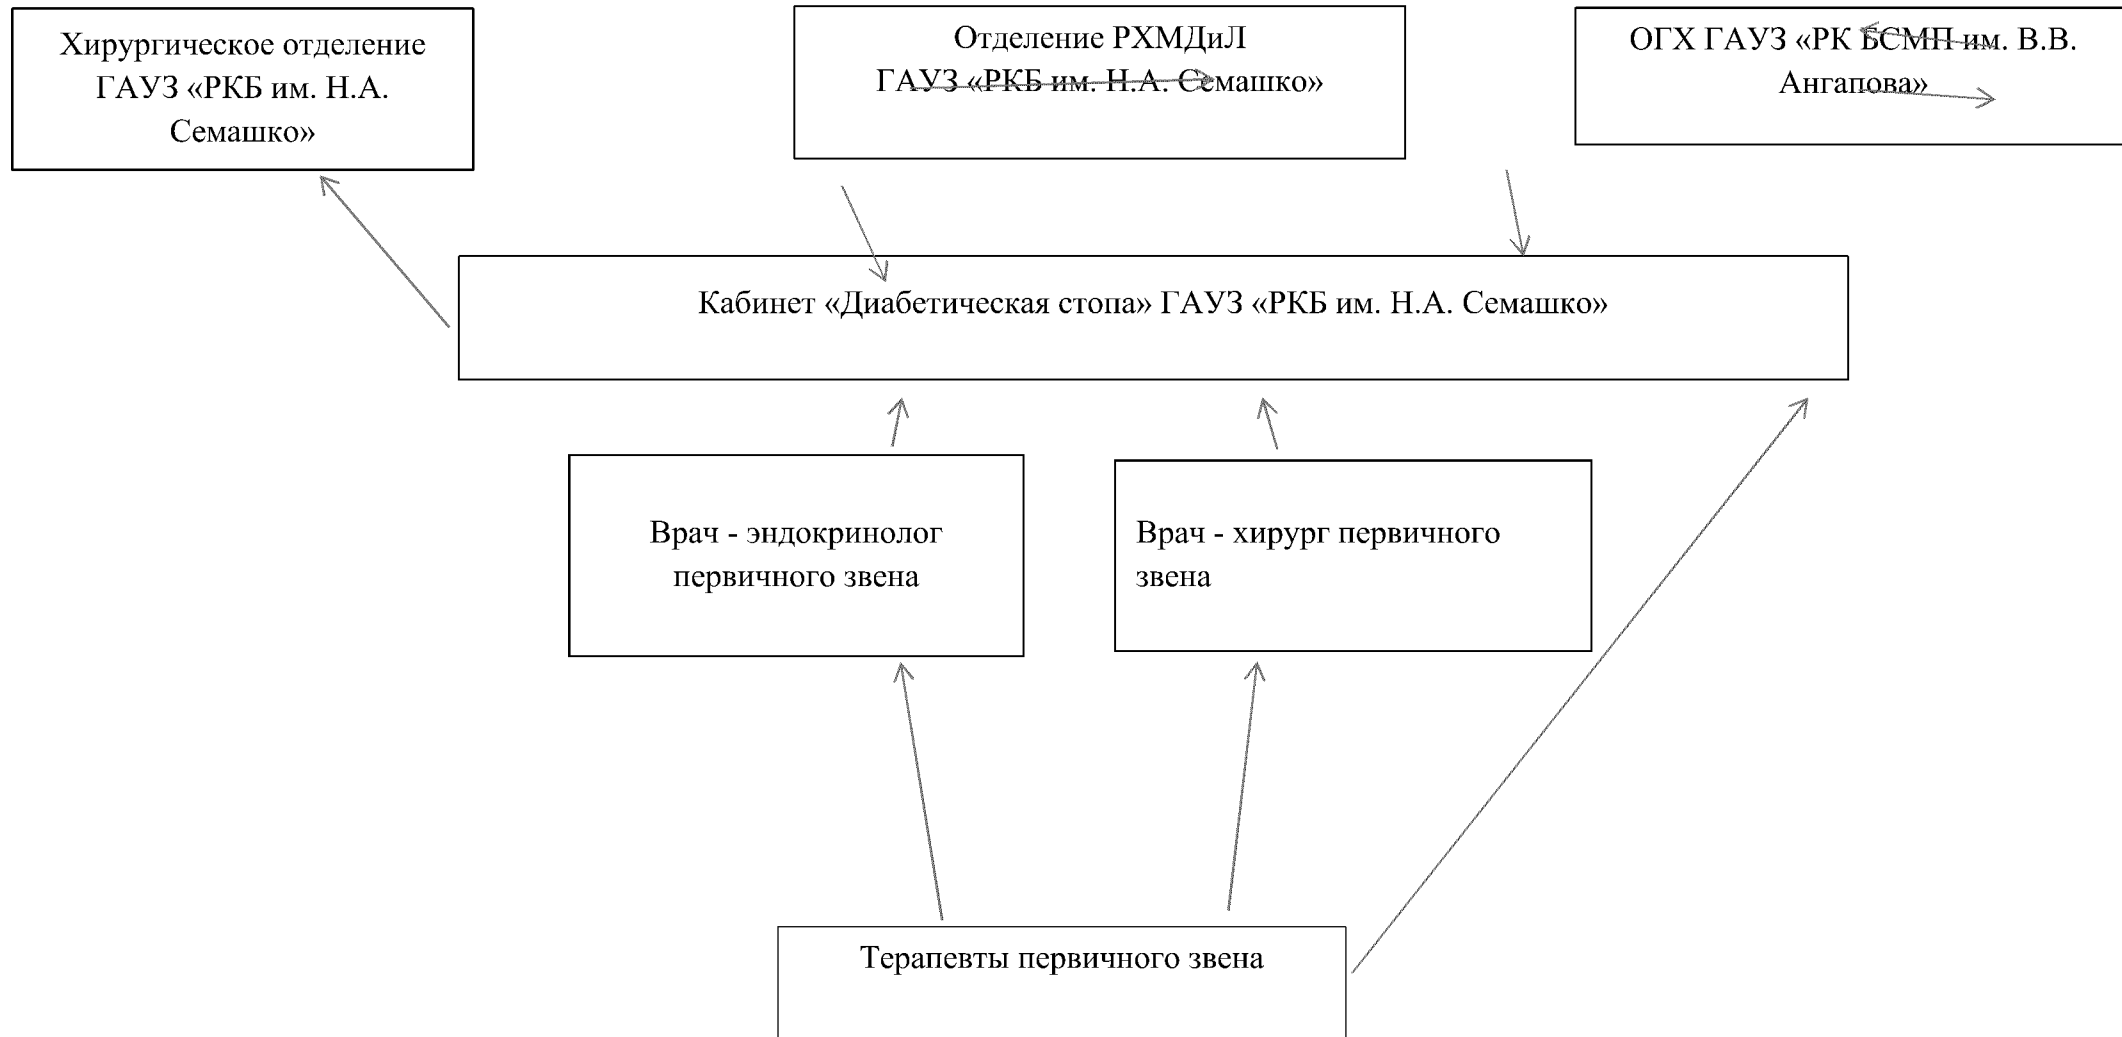 Хирургическое отделение
ГАУЗ «РКБ им. Н.А.
Семашко»
Отделение РХМДиЛ
ГАУЗ «РКБ им. Н.А. Семашко»
ОГХ ГАУЗ «РК БСМП им. В.В.
Ангапова»
Кабинет «Диабетическая стопа» ГАУЗ «РКБ им. Н.А. Семашко»
Врач - эндокринолог
первичного звена
Врач - хирург первичного
звена
Терапевты первичного звена